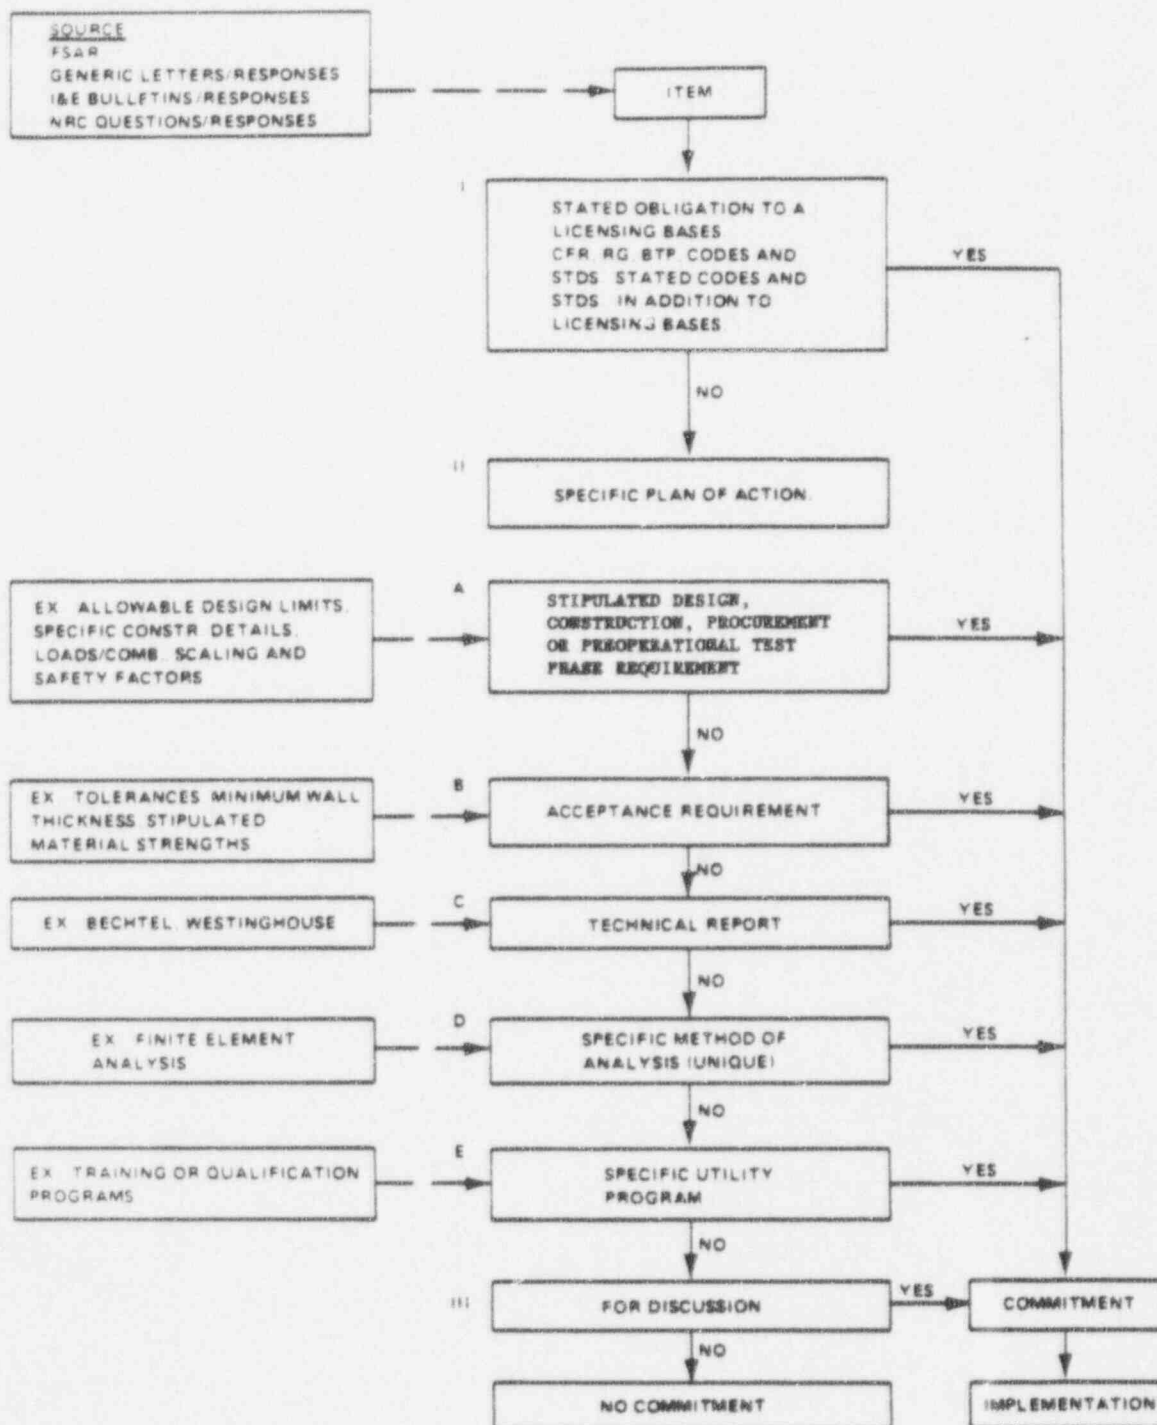 SOURCE
FSAR
GENERIC LETTERS/RESPONSES
I&E BULLETINS/RESPONSES
NRC QUESTIONS/RESPONSES
ITEM
I
STATED OBLIGATION TO A
LICENSING BASES
CFR, RG, BTP, CODES AND
STDS. STATED CODES AND
STDS. IN ADDITION TO
LICENSING BASES
YES
NO
II
SPECIFIC PLAN OF ACTION.
EX ALLOWABLE DESIGN LIMITS,
SPECIFIC CONSTR. DETAILS,
LOADS/COMB. SCALING AND
SAFETY FACTORS
A
STIPULATED DESIGN,
CONSTRUCTION, PROCUREMENT
OR PREOPERATIONAL TEST
PHASE REQUIREMENT
YES
NO
EX TOLERANCES MINIMUM WALL
THICKNESS STIPULATED
MATERIAL STRENGTHS
B
ACCEPTANCE REQUIREMENT
YES
NO
EX BECHTEL, WESTINGHOUSE
C
TECHNICAL REPORT
YES
NO
EX FINITE ELEMENT
ANALYSIS
D
SPECIFIC METHOD OF
ANALYSIS (UNIQUE)
YES
NO
EX TRAINING OR QUALIFICATION
PROGRAMS
E
SPECIFIC UTILITY
PROGRAM
YES
NO
III
FOR DISCUSSION
YES
COMMITMENT
NO
NO COMMITMENT
IMPLEMENTATION